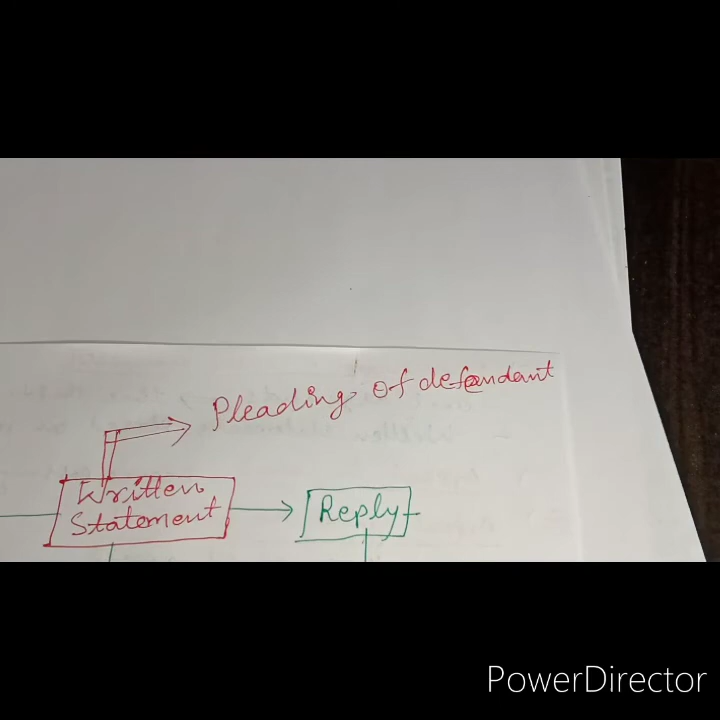 Pleading Of defendant
Written
Statement
Reply
PowerDirector